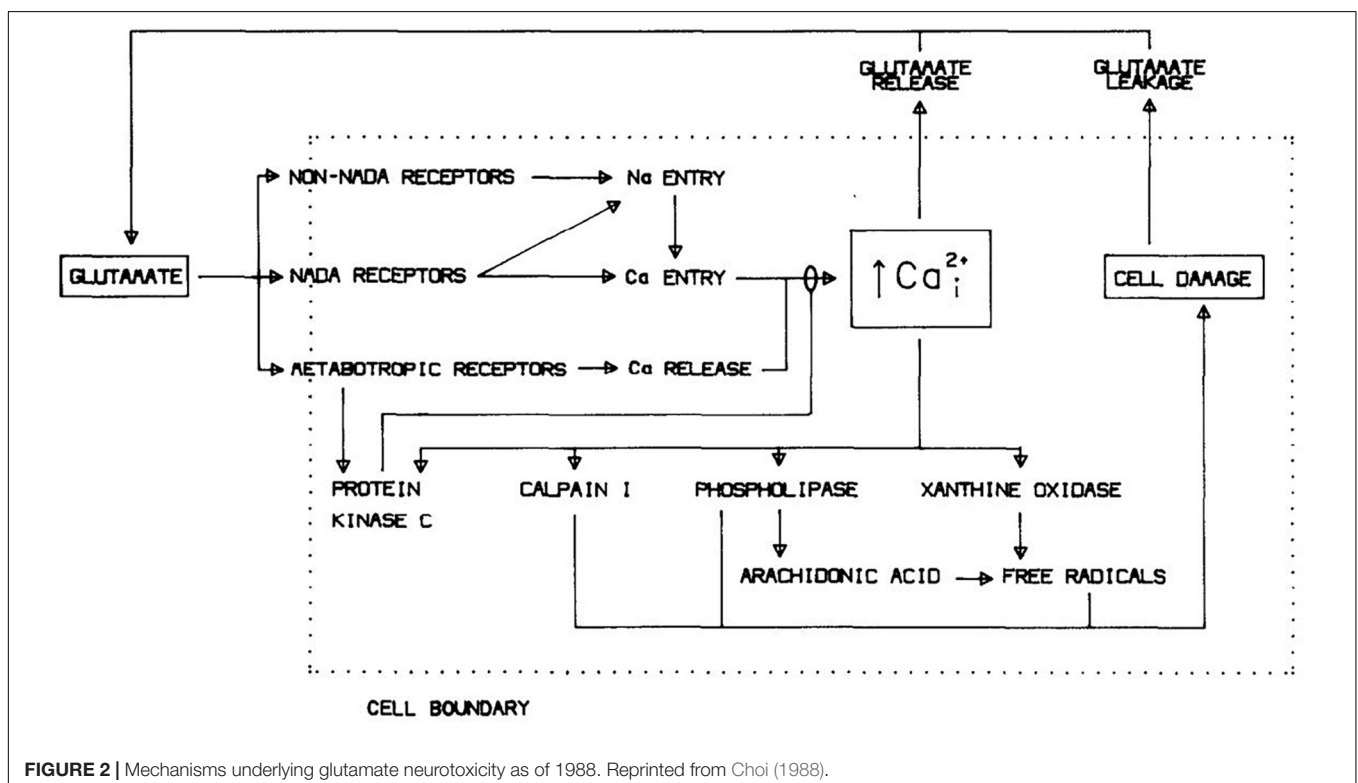 GLUTAMATE
RELEASE
GLUTAMATE
LEAKAGE
NON-NMDA RECEPTORS
Na ENTRY
GLUTAMATE
NMDA RECEPTORS
Ca ENTRY
↑Ca²⁺i
CELL DAMAGE
METABOTROPIC RECEPTORS
Ca RELEASE
PROTEIN
KINASE C
CALPAIN I
PHOSPHOLIPASE
XANTHINE OXIDASE
ARACHIDONIC ACID
FREE RADICALS
CELL BOUNDARY
FIGURE 2 | Mechanisms underlying glutamate neurotoxicity as of 1988. Reprinted from Choi (1988).